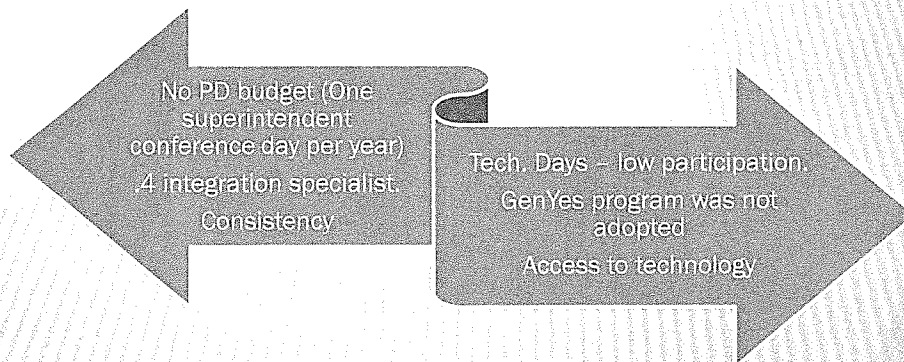 No PD budget (One
superintendent
conference day per year)
.4 integration specialist.
Consistency
Tech. Days – low participation.
GenYes program was not
adopted
Access to technology